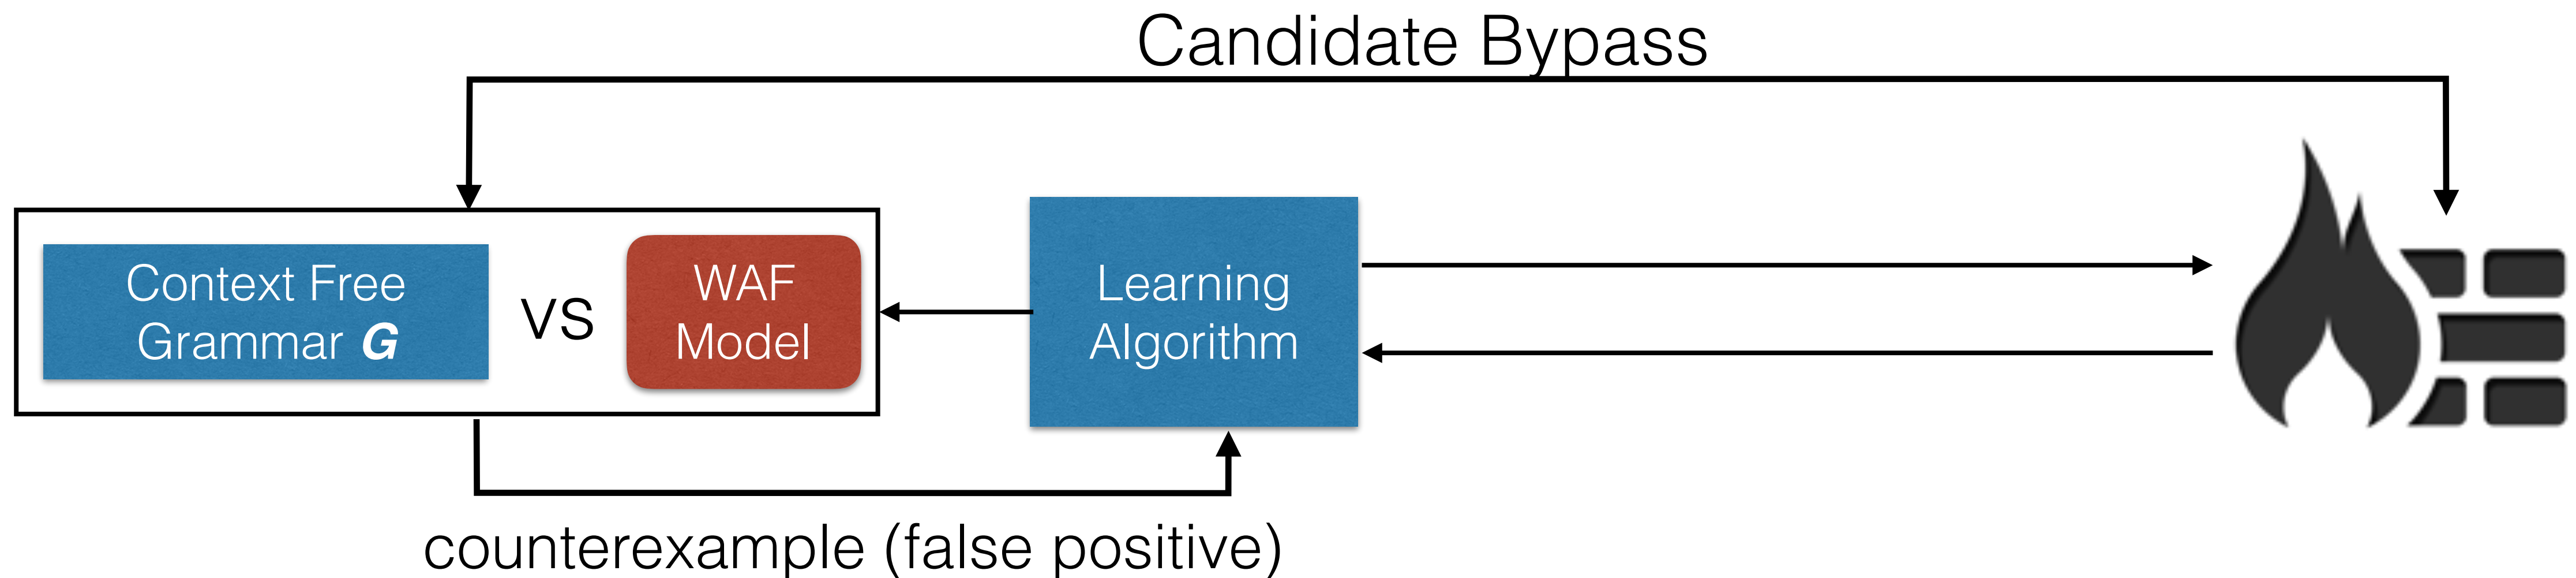 Candidate Bypass
Context Free
Grammar G
vs
WAF
Model
Learning
Algorithm
counterexample (false positive)